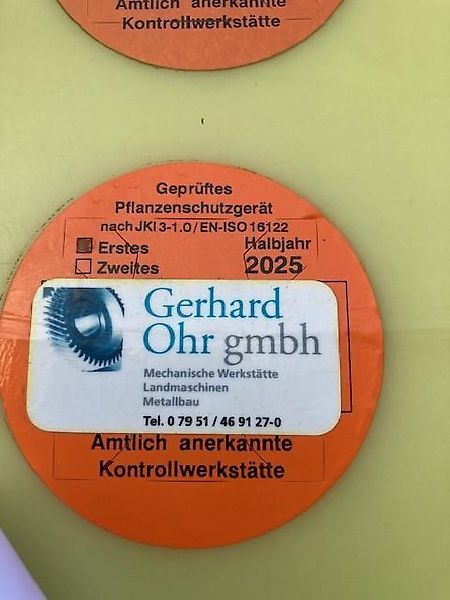 Amtlich anerkannte
Kontrollwerkstätte
Geprüftes
Pflanzenschutzgerät
nach JKI 3-1.0 / EN-ISO 16122
Erstes Halbjahr
Zweites 2025
Gerhard
Ohr gmbh
Mechanische Werkstätte
Landmaschinen
Metallbau
Tel. 0 79 51 / 46 91 27-0
Amtlich anerkannte
Kontrollwerkstätte